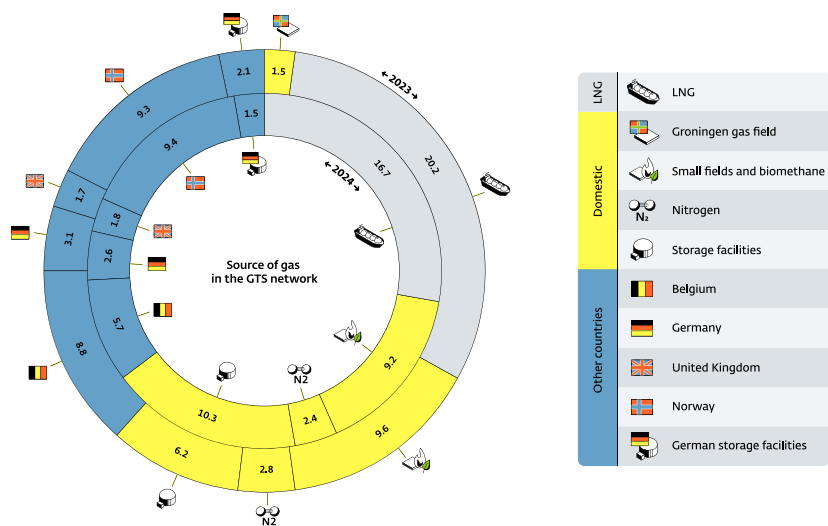 2.1
1.5
← 2023 →
9.3
1.5
9.4
16.7
20.2
← 2024 →
1.7
1.8
3.1
2.6
Source of gas
in the GTS network
5.7
8.8
9.2
N2
10.3
2.4
9.6
6.2
2.8
N2
LNG
LNG
Domestic
Groningen gas field
Small fields and biomethane
N2
Nitrogen
Storage facilities
Other countries
Belgium
Germany
United Kingdom
Norway
German storage facilities